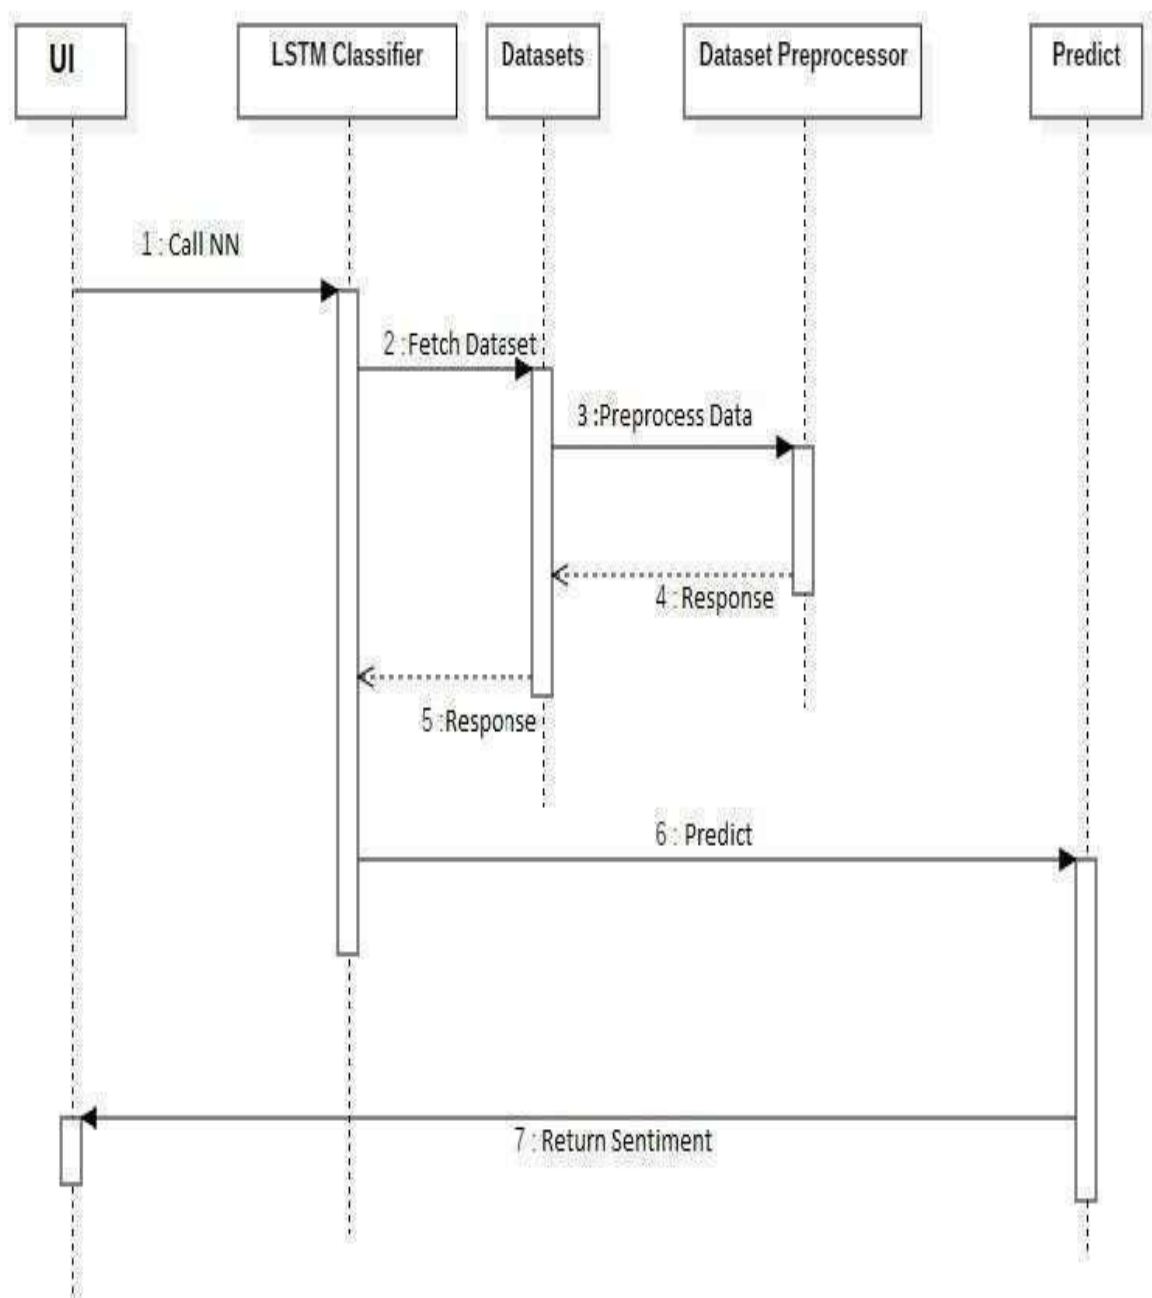 UI
LSTM Classifier
Datasets
Dataset Preprocessor
Predict
1 : Call NN
2 :Fetch Dataset
3 :Preprocess Data
4 : Response
5 :Response
6 : Predict
7 : Return Sentiment